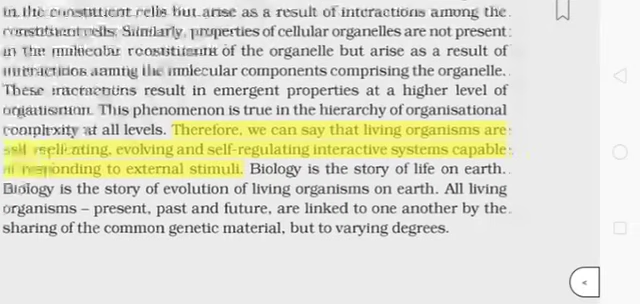 in the constituent cells but arise as a result of interactions among the
constituent cells. Similarly, properties of cellular organelles are not present
in the molecular constituents of the organelle but arise as a result of
interactions among the molecular components comprising the organelle.
These interactions result in emergent properties at a higher level of
organisation. This phenomenon is true in the hierarchy of organisational
complexity at all levels. Therefore, we can say that living organisms are
self-replicating, evolving and self-regulating interactive systems capable
of responding to external stimuli. Biology is the story of life on earth.
Biology is the story of evolution of living organisms on earth. All living
organisms – present, past and future, are linked to one another by the
sharing of the common genetic material, but to varying degrees.